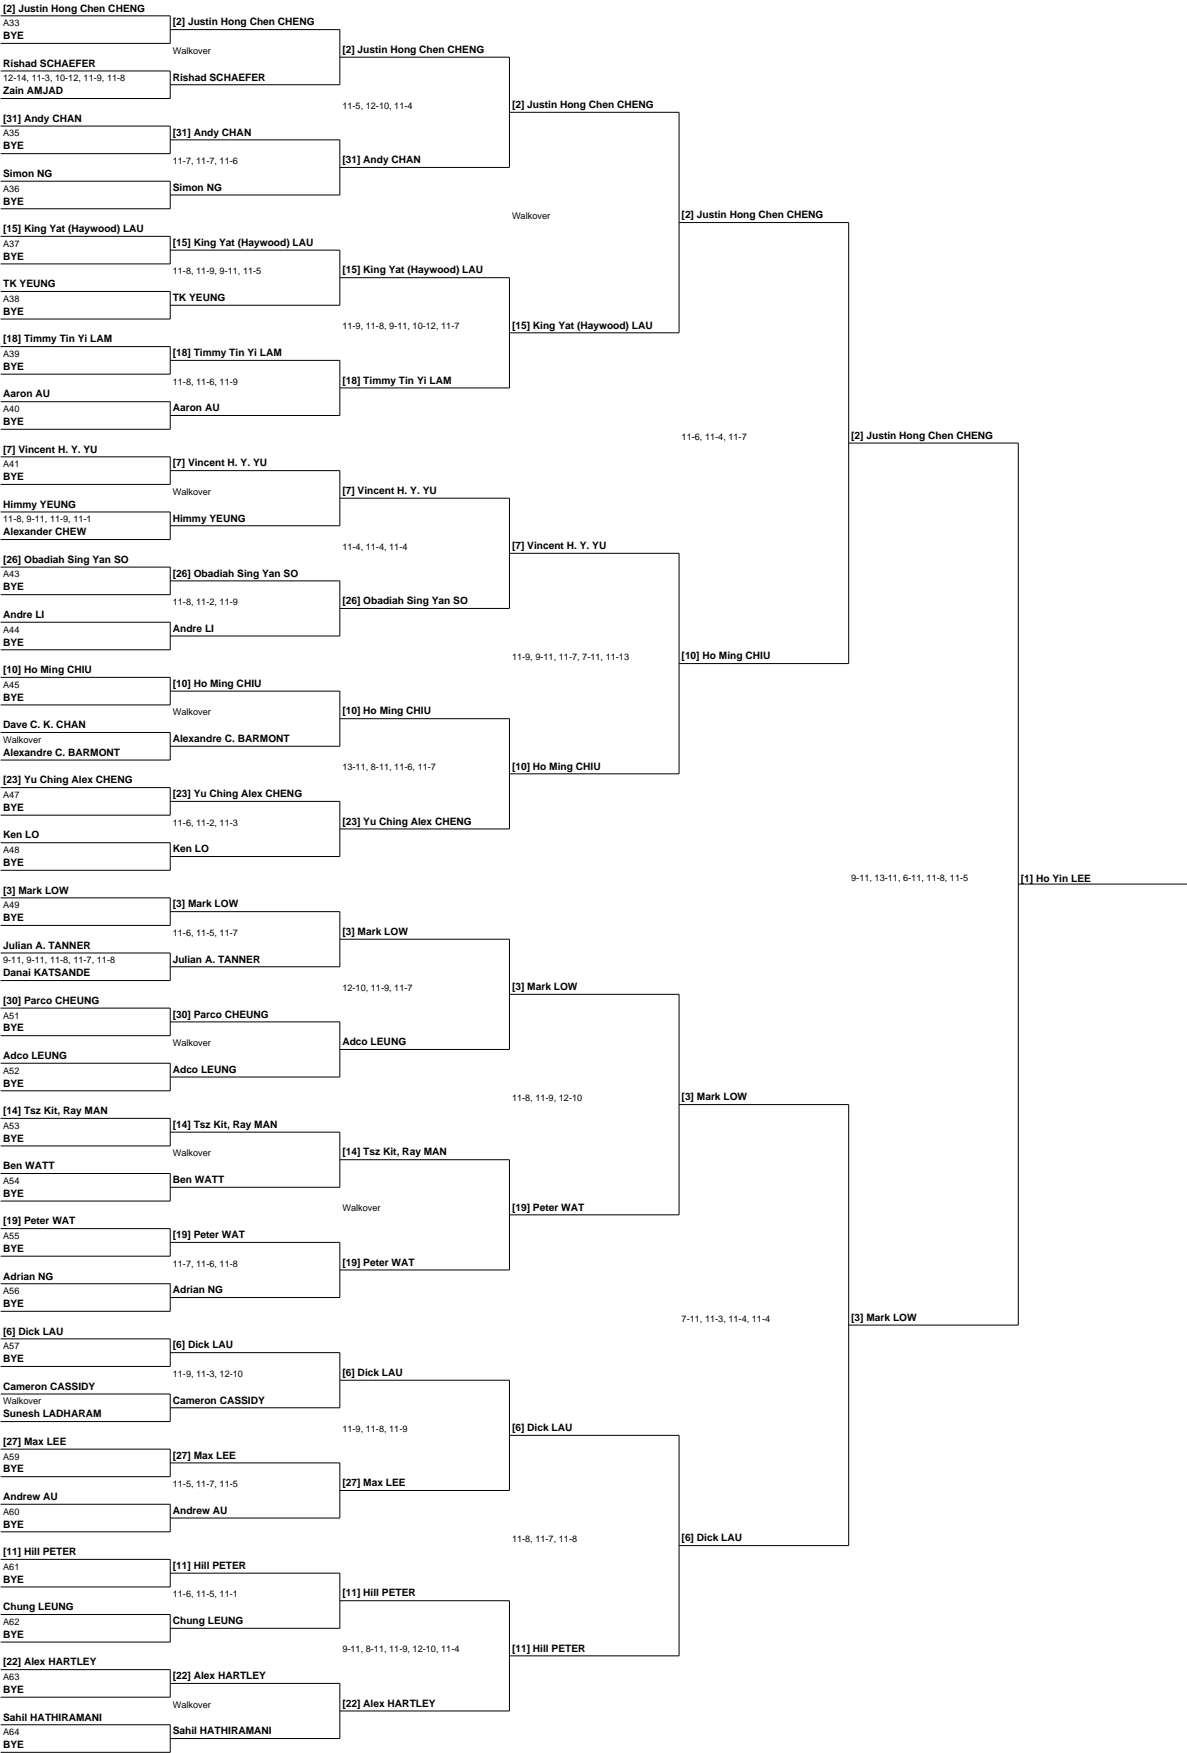 [2] Justin Hong Chen CHENG
A33
BYE
Rishad SCHAEFER
12-14, 11-3, 10-12, 11-9, 11-8
Zain AMJAD
[31] Andy CHAN
A35
BYE
Simon NG
A36
BYE
[15] King Yat (Haywood) LAU
A37
BYE
TK YEUNG
A38
BYE
[18] Timmy Tin Yi LAM
A39
BYE
Aaron AU
A40
BYE
[7] Vincent H. Y. YU
A41
BYE
Himmy YEUNG
11-8, 9-11, 11-9, 11-1
Alexander CHEW
[26] Obadiah Sing Yan SO
A43
BYE
Andre LI
A44
BYE
[10] Ho Ming CHIU
A45
BYE
Dave C. K. CHAN
Walkover
Alexandre C. BARMONT
[23] Yu Ching Alex CHENG
A47
BYE
Ken LO
A48
BYE
[3] Mark LOW
A49
BYE
Julian A. TANNER
9-11, 9-11, 11-8, 11-7, 11-8
Danai KATSANDE
[30] Parco CHEUNG
A51
BYE
Adco LEUNG
A52
BYE
[14] Tsz Kit, Ray MAN
A53
BYE
Ben WATT
A54
BYE
[19] Peter WAT
A55
BYE
Adrian NG
A56
BYE
[6] Dick LAU
A57
BYE
Cameron CASSIDY
Walkover
Sunesh LADHARAM
[27] Max LEE
A59
BYE
Andrew AU
A60
BYE
[11] Hill PETER
A61
BYE
Chung LEUNG
A62
BYE
[22] Alex HARTLEY
A63
BYE
Sahil HATHIRAMANI
A64
BYE
[2] Justin Hong Chen CHENG
Walkover
Rishad SCHAEFER
[31] Andy CHAN
11-7, 11-7, 11-6
Simon NG
[15] King Yat (Haywood) LAU
11-8, 11-9, 9-11, 11-5
TK YEUNG
[18] Timmy Tin Yi LAM
11-8, 11-6, 11-9
Aaron AU
[7] Vincent H. Y. YU
Walkover
Himmy YEUNG
[26] Obadiah Sing Yan SO
11-8, 11-2, 11-9
Andre LI
[10] Ho Ming CHIU
Walkover
Alexandre C. BARMONT
[23] Yu Ching Alex CHENG
11-6, 11-2, 11-3
Ken LO
[3] Mark LOW
11-6, 11-5, 11-7
Julian A. TANNER
[30] Parco CHEUNG
Walkover
Adco LEUNG
[14] Tsz Kit, Ray MAN
Walkover
Ben WATT
[19] Peter WAT
11-7, 11-6, 11-8
Adrian NG
[6] Dick LAU
11-9, 11-3, 12-10
Cameron CASSIDY
[27] Max LEE
11-5, 11-7, 11-5
Andrew AU
[11] Hill PETER
11-6, 11-5, 11-1
Chung LEUNG
[22] Alex HARTLEY
Walkover
Sahil HATHIRAMANI
[2] Justin Hong Chen CHENG
11-5, 12-10, 11-4
[31] Andy CHAN
[15] King Yat (Haywood) LAU
11-9, 11-8, 9-11, 10-12, 11-7
[18] Timmy Tin Yi LAM
[7] Vincent H. Y. YU
11-4, 11-4, 11-4
[26] Obadiah Sing Yan SO
[10] Ho Ming CHIU
13-11, 8-11, 11-6, 11-7
[23] Yu Ching Alex CHENG
[3] Mark LOW
12-10, 11-9, 11-7
Adco LEUNG
[14] Tsz Kit, Ray MAN
Walkover
[19] Peter WAT
[6] Dick LAU
11-9, 11-8, 11-9
[27] Max LEE
[11] Hill PETER
9-11, 8-11, 11-9, 12-10, 11-4
[22] Alex HARTLEY
[2] Justin Hong Chen CHENG
Walkover
[15] King Yat (Haywood) LAU
[7] Vincent H. Y. YU
11-9, 9-11, 11-7, 7-11, 11-13
[10] Ho Ming CHIU
[3] Mark LOW
11-8, 11-9, 12-10
[19] Peter WAT
[6] Dick LAU
11-8, 11-7, 11-8
[11] Hill PETER
[2] Justin Hong Chen CHENG
11-6, 11-4, 11-7
[10] Ho Ming CHIU
[3] Mark LOW
7-11, 11-3, 11-4, 11-4
[6] Dick LAU
[2] Justin Hong Chen CHENG
9-11, 13-11, 6-11, 11-8, 11-5
[3] Mark LOW
[1] Ho Yin LEE